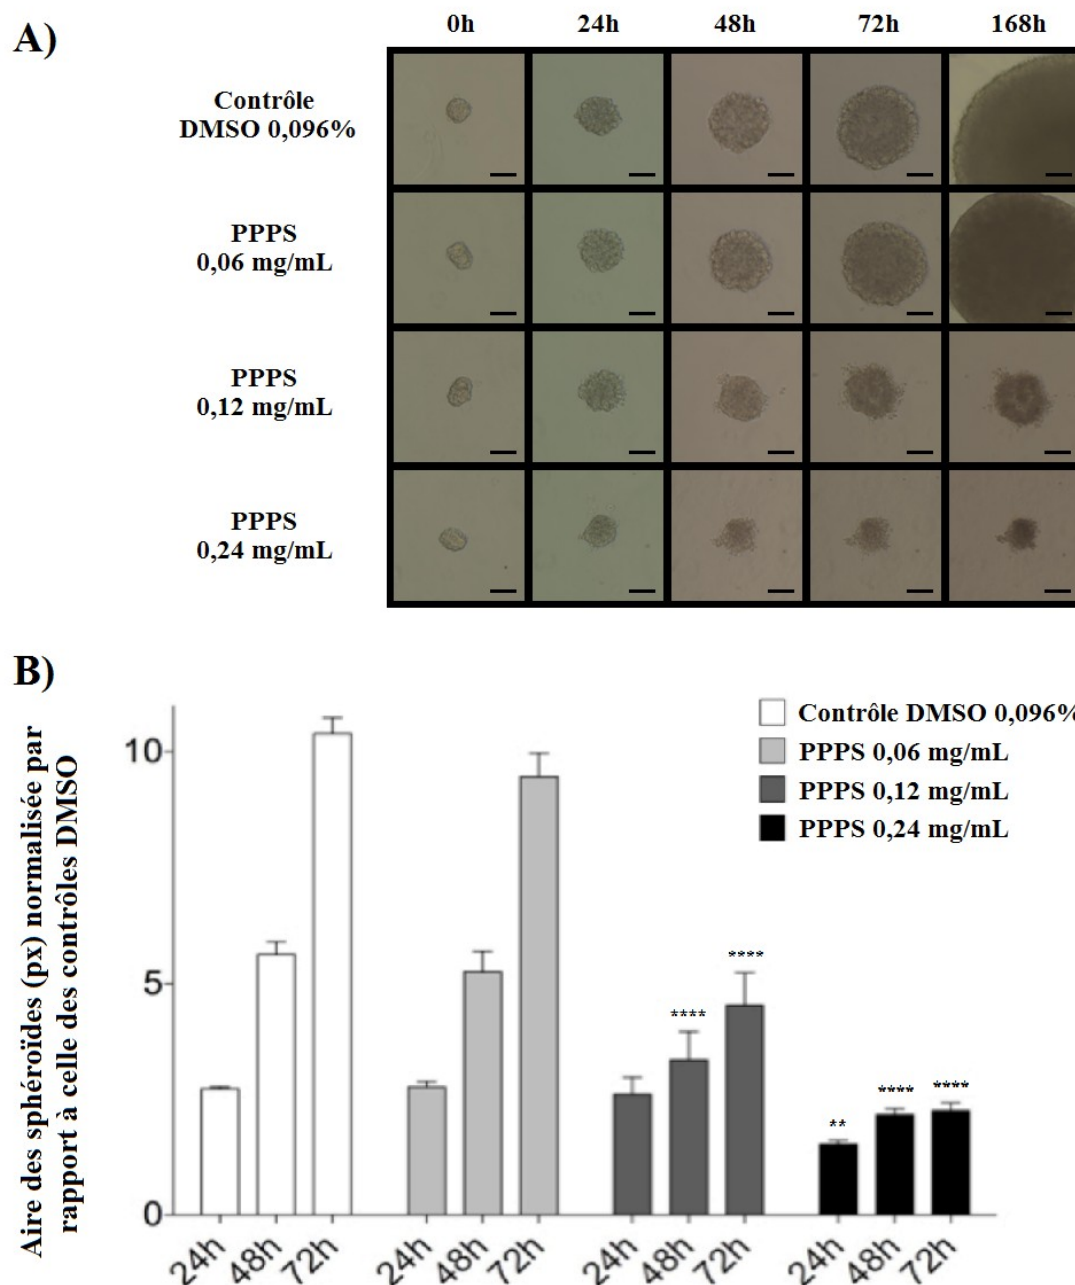 A)
0h 24h 48h 72h 168h
Contrôle
DMSO 0,096%
PPPS
0,06 mg/mL
PPPS
0,12 mg/mL
PPPS
0,24 mg/mL
B)
Aire des sphéroïdes (px) normalisée par
rapport à celle des contrôles DMSO
10
5
0
Contrôle DMSO 0,096%
PPPS 0,06 mg/mL
PPPS 0,12 mg/mL
PPPS 0,24 mg/mL
**** **** ** **** ****
24h 48h 72h 24h 48h 72h 24h 48h 72h 24h 48h 72h